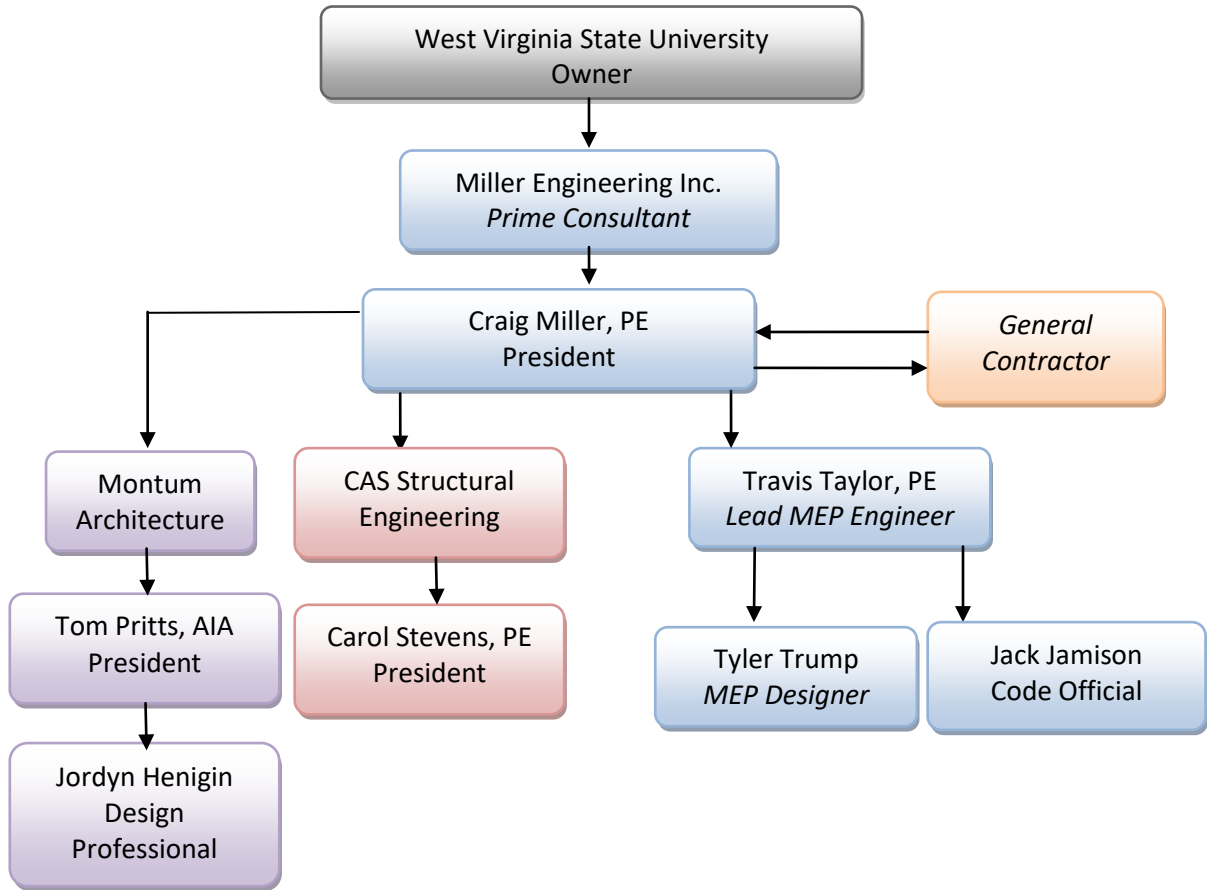 West Virginia State University
Owner
Miller Engineering Inc.
Prime Consultant
Craig Miller, PE
President
General
Contractor
Montum
Architecture
CAS Structural
Engineering
Travis Taylor, PE
Lead MEP Engineer
Tom Pritts, AIA
President
Carol Stevens, PE
President
Tyler Trump
MEP Designer
Jack Jamison
Code Official
Jordyn Henigin
Design
Professional